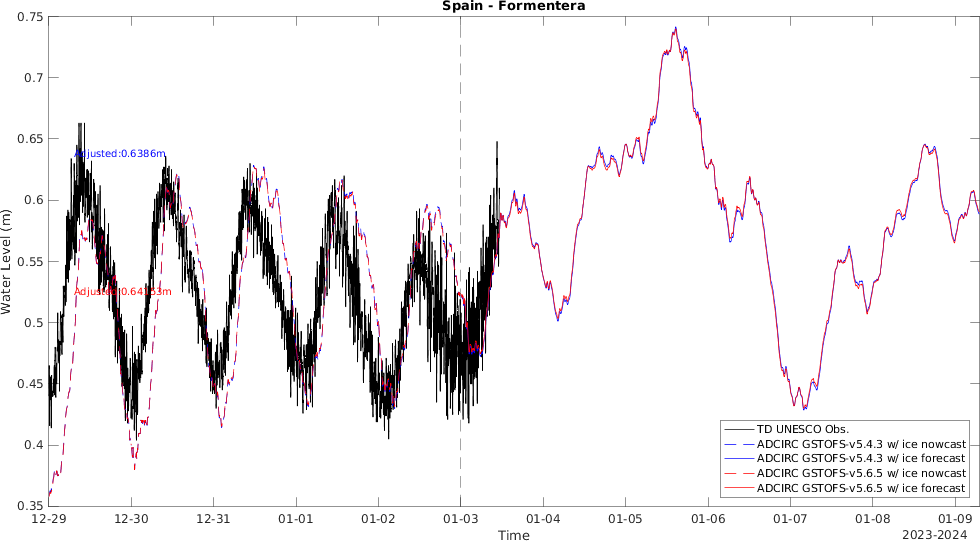 Spain - Formentera
0.75
0.7
0.65
0.6
0.55
0.5
0.45
0.4
0.35
Water Level (m)
Adjusted:0.6386m
TD UNESCO Obs.
ADCIRC GSTOFS-v5.4.3 w/ ice nowcast
ADCIRC GSTOFS-v5.4.3 w/ ice forecast
ADCIRC GSTOFS-v5.6.5 w/ ice nowcast
ADCIRC GSTOFS-v5.6.5 w/ ice forecast
12-29 12-30 12-31 01-01 01-02 01-03 01-04 01-05 01-06 01-07 01-08 01-09
Time
2023-2024